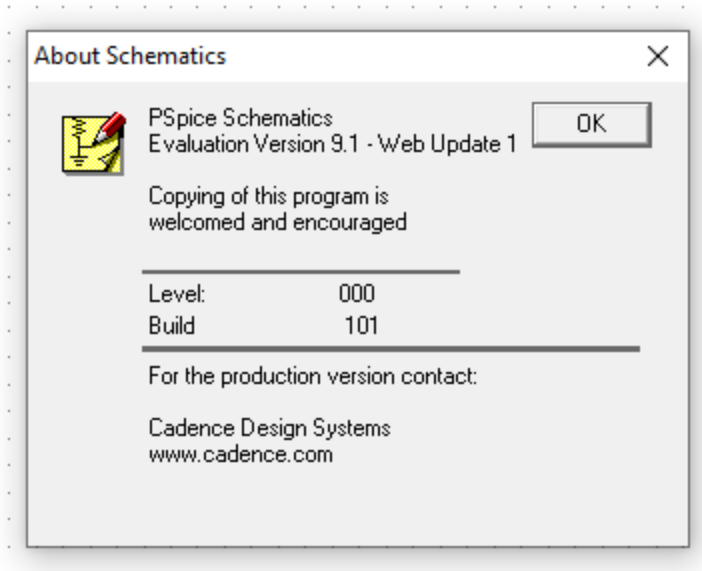 About Schematics
PSpice Schematics
Evaluation Version 9.1 - Web Update 1
OK
Copying of this program is
welcomed and encouraged
Level: 000
Build 101
For the production version contact:
Cadence Design Systems
www.cadence.com